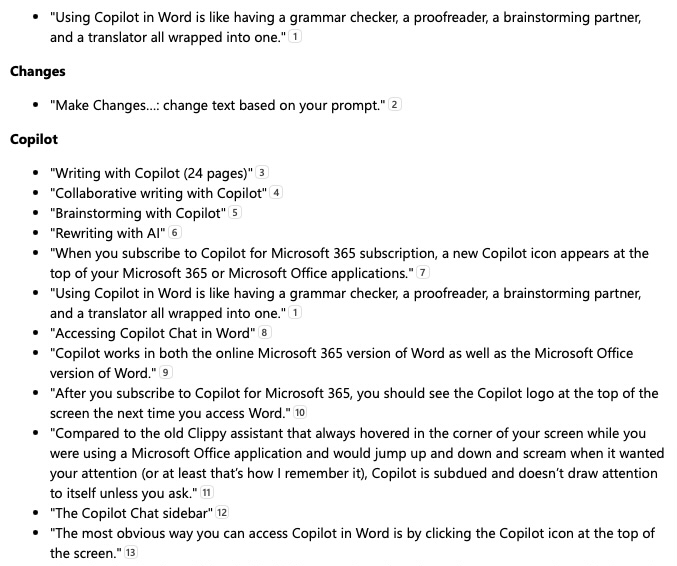 • "Using Copilot in Word is like having a grammar checker, a proofreader, a brainstorming partner,
and a translator all wrapped into one." 1
Changes
• "Make Changes...: change text based on your prompt." 2
Copilot
• "Writing with Copilot (24 pages)" 3
• "Collaborative writing with Copilot" 4
• "Brainstorming with Copilot" 5
• "Rewriting with AI" 6
• "When you subscribe to Copilot for Microsoft 365 subscription, a new Copilot icon appears at the
top of your Microsoft 365 or Microsoft Office applications." 7
• "Using Copilot in Word is like having a grammar checker, a proofreader, a brainstorming partner,
and a translator all wrapped into one." 1
• "Accessing Copilot Chat in Word" 8
• "Copilot works in both the online Microsoft 365 version of Word as well as the Microsoft Office
version of Word." 9
• "After you subscribe to Copilot for Microsoft 365, you should see the Copilot logo at the top of the
screen the next time you access Word." 10
• "Compared to the old Clippy assistant that always hovered in the corner of your screen while you
were using a Microsoft Office application and would jump up and down and scream when it wanted
your attention (or at least that's how I remember it), Copilot is subdued and doesn't draw attention
to itself unless you ask." 11
• "The Copilot Chat sidebar" 12
• "The most obvious way you can access Copilot in Word is by clicking the Copilot icon at the top of
the screen." 13